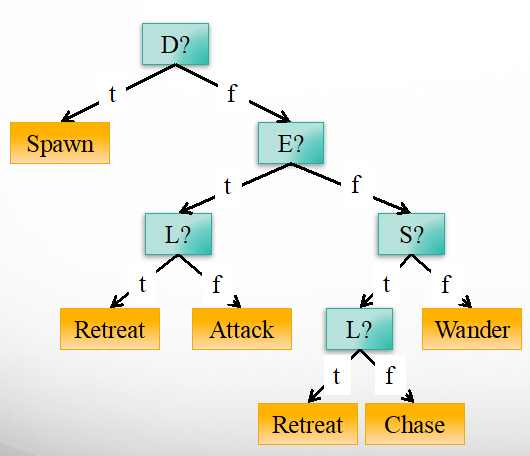 D?
t
f
Spawn
E?
t
f
L?
S?
t
f
t
f
Retreat
Attack
L?
Wander
t
f
Retreat
Chase